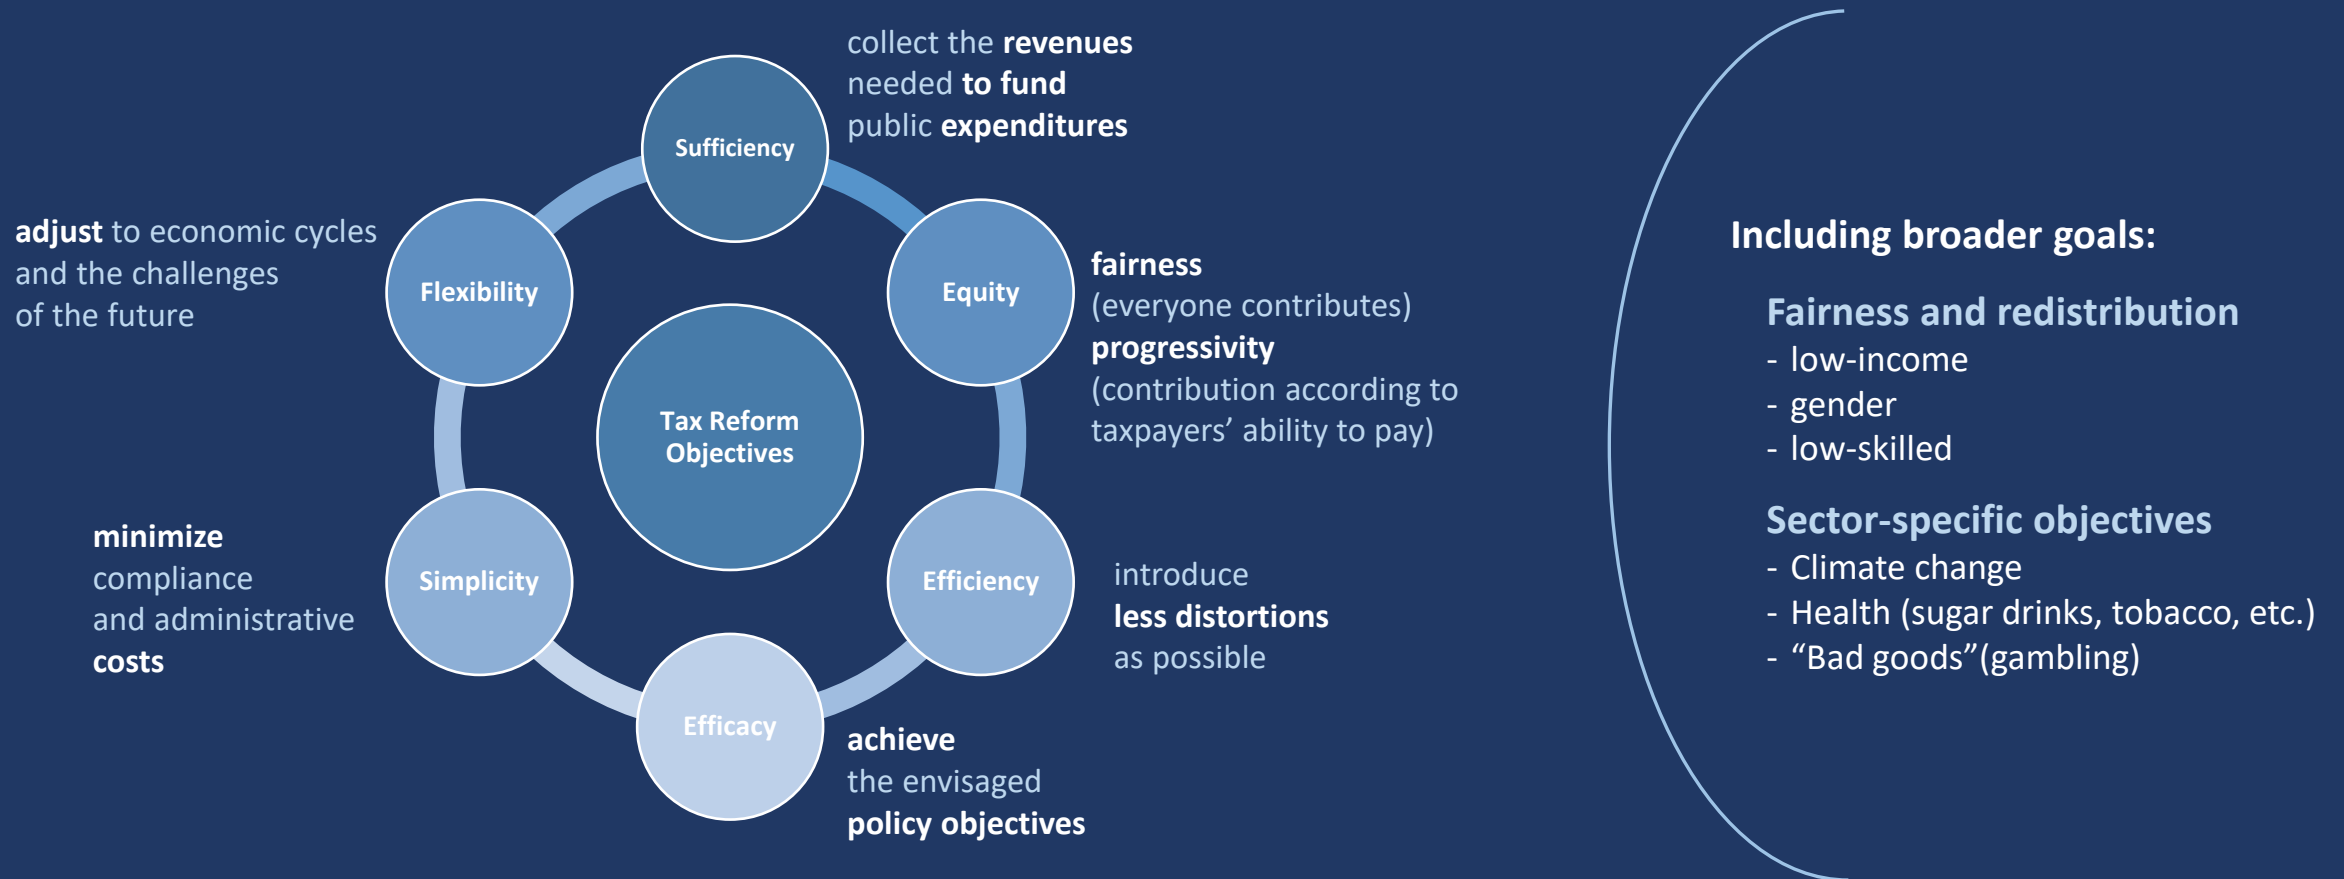 collect the revenues
needed to fund
public expenditures
Sufficiency
adjust to economic cycles
and the challenges
of the future
Flexibility
Equity
fairness
(everyone contributes)
progressivity
(contribution according to
taxpayers’ ability to pay)
Tax Reform
Objectives
minimize
compliance
and administrative
costs
Simplicity
Efficiency
introduce
less distortions
as possible
Efficacy
achieve
the envisaged
policy objectives
Including broader goals:
Fairness and redistribution
- low-income
- gender
- low-skilled
Sector-specific objectives
- Climate change
- Health (sugar drinks, tobacco, etc.)
- “Bad goods”(gambling)